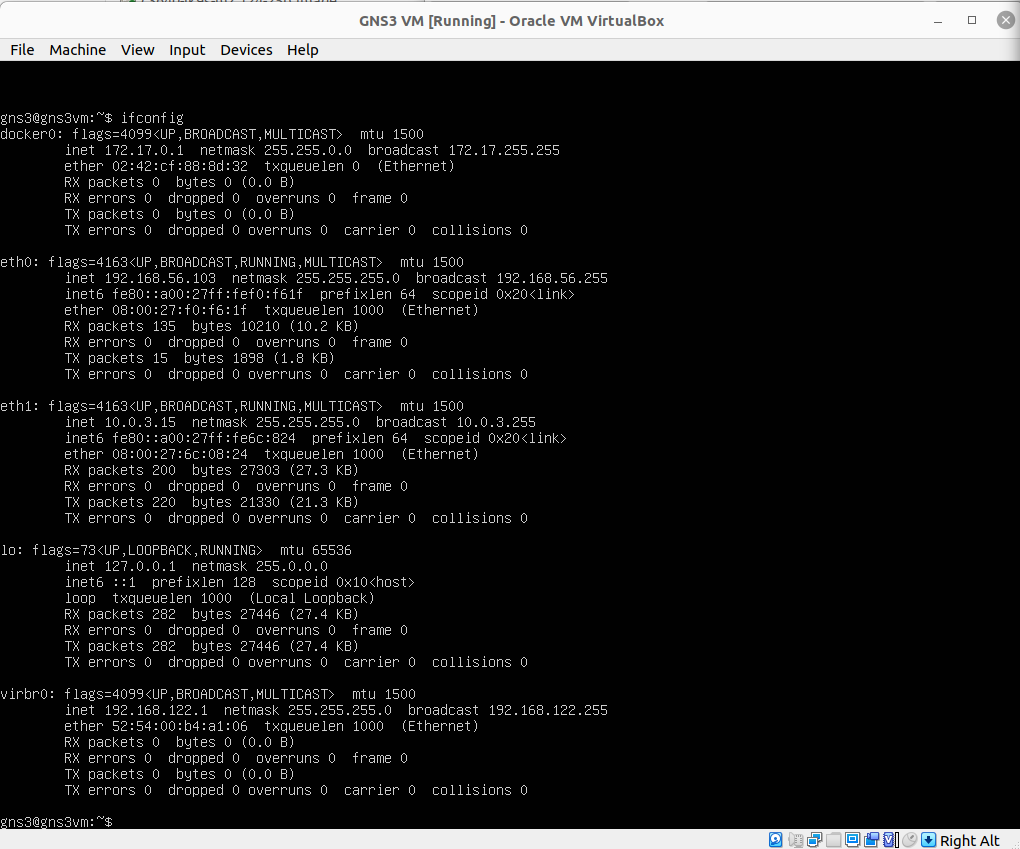 GNS3 VM [Running] - Oracle VM VirtualBox
File Machine View Input Devices Help
gns3@gns3vm:~$ ifconfig
docker0: flags=4099<UP,BROADCAST,MULTICAST>  mtu 1500
        inet 172.17.0.1  netmask 255.255.0.0  broadcast 172.17.255.255
        ether 02:42:cf:88:8d:32  txqueuelen 0  (Ethernet)
        RX packets 0  bytes 0 (0.0 B)
        RX errors 0  dropped 0  overruns 0  frame 0
        TX packets 0  bytes 0 (0.0 B)
        TX errors 0  dropped 0 overruns 0  carrier 0  collisions 0

eth0: flags=4163<UP,BROADCAST,RUNNING,MULTICAST>  mtu 1500
        inet 192.168.56.103  netmask 255.255.255.0  broadcast 192.168.56.255
        inet6 fe80::a00:27ff:fef0:f61f  prefixlen 64  scopeid 0x20<link>
        ether 08:00:27:f0:f6:1f  txqueuelen 1000  (Ethernet)
        RX packets 135  bytes 10210 (10.2 KB)
        RX errors 0  dropped 0  overruns 0  frame 0
        TX packets 15  bytes 1898 (1.8 KB)
        TX errors 0  dropped 0 overruns 0  carrier 0  collisions 0

eth1: flags=4163<UP,BROADCAST,RUNNING,MULTICAST>  mtu 1500
        inet 10.0.3.15  netmask 255.255.255.0  broadcast 10.0.3.255
        inet6 fe80::a00:27ff:fe6c:824  prefixlen 64  scopeid 0x20<link>
        ether 08:00:27:6c:08:24  txqueuelen 1000  (Ethernet)
        RX packets 200  bytes 27303 (27.3 KB)
        RX errors 0  dropped 0  overruns 0  frame 0
        TX packets 220  bytes 21330 (21.3 KB)
        TX errors 0  dropped 0 overruns 0  carrier 0  collisions 0

lo: flags=73<UP,LOOPBACK,RUNNING>  mtu 65536
        inet 127.0.0.1  netmask 255.0.0.0
        inet6 ::1  prefixlen 128  scopeid 0x10<host>
        loop  txqueuelen 1000  (Local Loopback)
        RX packets 282  bytes 27446 (27.4 KB)
        RX errors 0  dropped 0  overruns 0  frame 0
        TX packets 282  bytes 27446 (27.4 KB)
        TX errors 0  dropped 0 overruns 0  carrier 0  collisions 0

virbr0: flags=4099<UP,BROADCAST,MULTICAST>  mtu 1500
        inet 192.168.122.1  netmask 255.255.255.0  broadcast 192.168.122.255
        ether 52:54:00:b4:a1:06  txqueuelen 1000  (Ethernet)
        RX packets 0  bytes 0 (0.0 B)
        RX errors 0  dropped 0  overruns 0  frame 0
        TX packets 0  bytes 0 (0.0 B)
        TX errors 0  dropped 0 overruns 0  carrier 0  collisions 0

gns3@gns3vm:~$
Right Alt